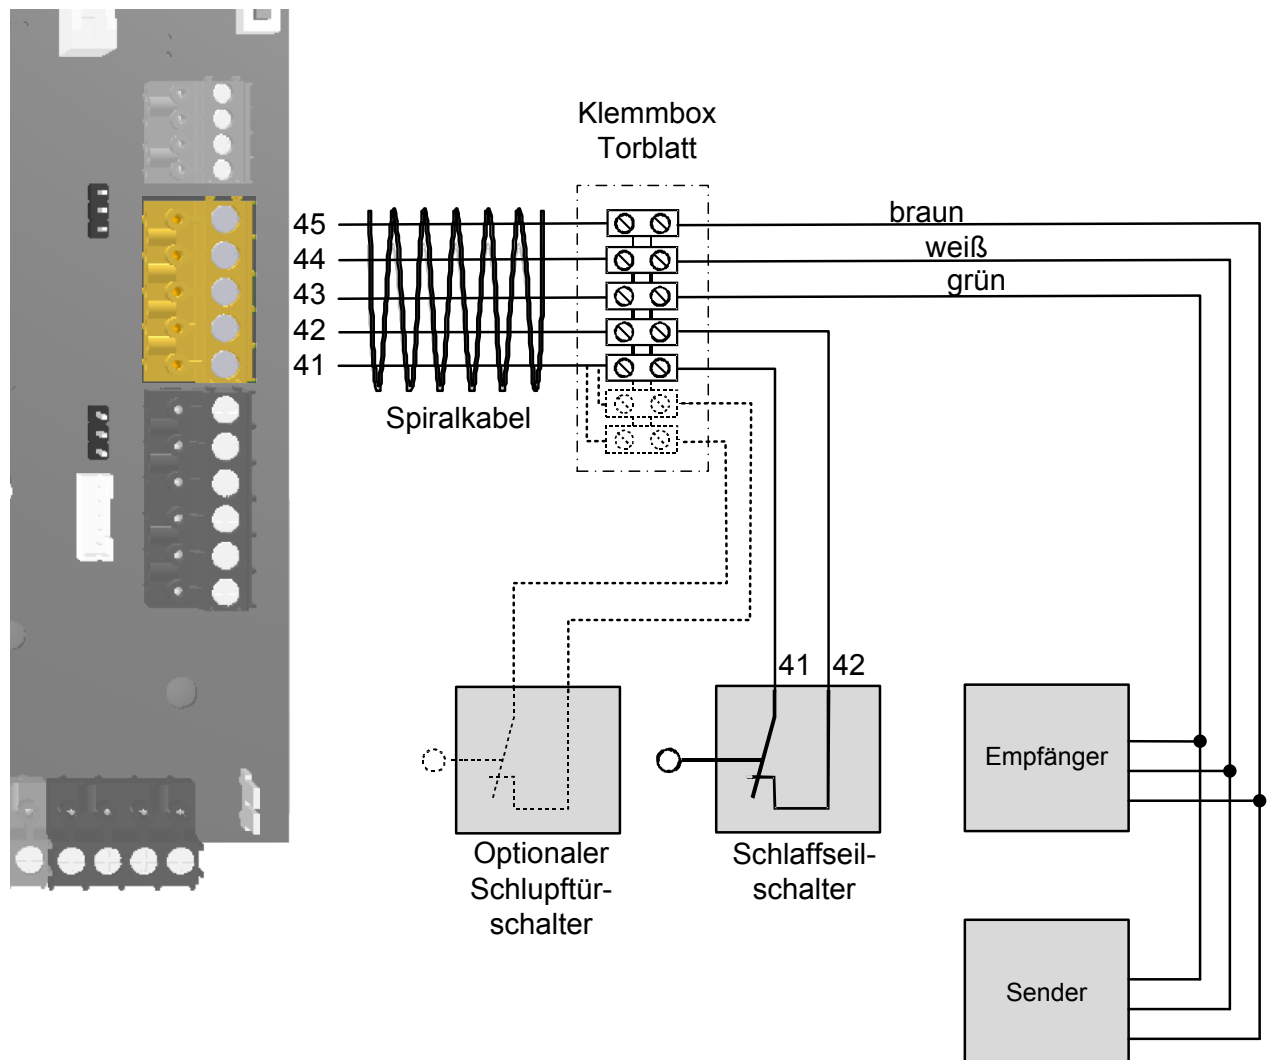 Klemmbox
Torblatt
45
braun
44
weiß
43
grün
42
41
Spiralkabel
41 42
Empfänger
Optionaler
Schlupftür-
schalter
Schlaffseil-
schalter
Sender